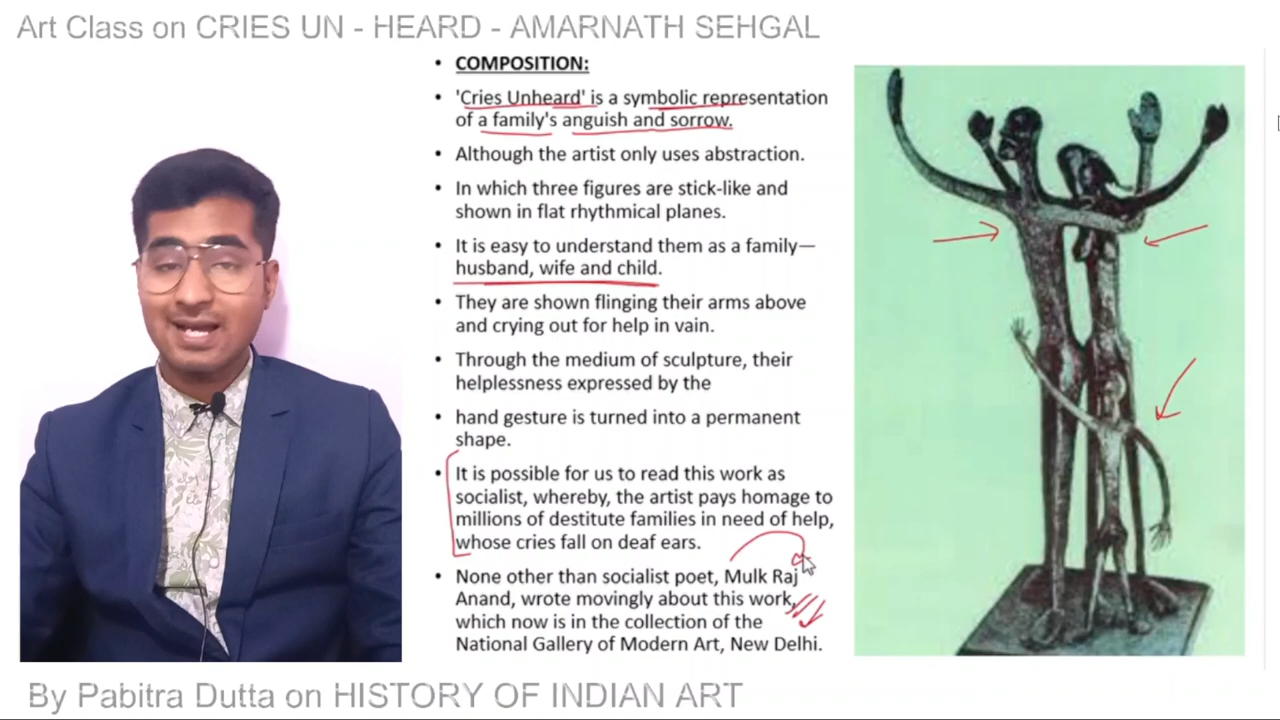 Art Class on CRIES UN - HEARD - AMARNATH SEHGAL
• COMPOSITION:
• 'Cries Unheard' is a symbolic representation
of a family's anguish and sorrow.
• Although the artist only uses abstraction.
• In which three figures are stick-like and
shown in flat rhythmical planes.
• It is easy to understand them as a family—
husband, wife and child.
• They are shown flinging their arms above
and crying out for help in vain.
• Through the medium of sculpture, their
helplessness expressed by the
• hand gesture is turned into a permanent
shape.
• It is possible for us to read this work as
socialist, whereby, the artist pays homage to
millions of destitute families in need of help,
whose cries fall on deaf ears.
• None other than socialist poet, Mulk Raj
Anand, wrote movingly about this work,
which now is in the collection of the
National Gallery of Modern Art, New Delhi.
By Pabitra Dutta on HISTORY OF INDIAN ART